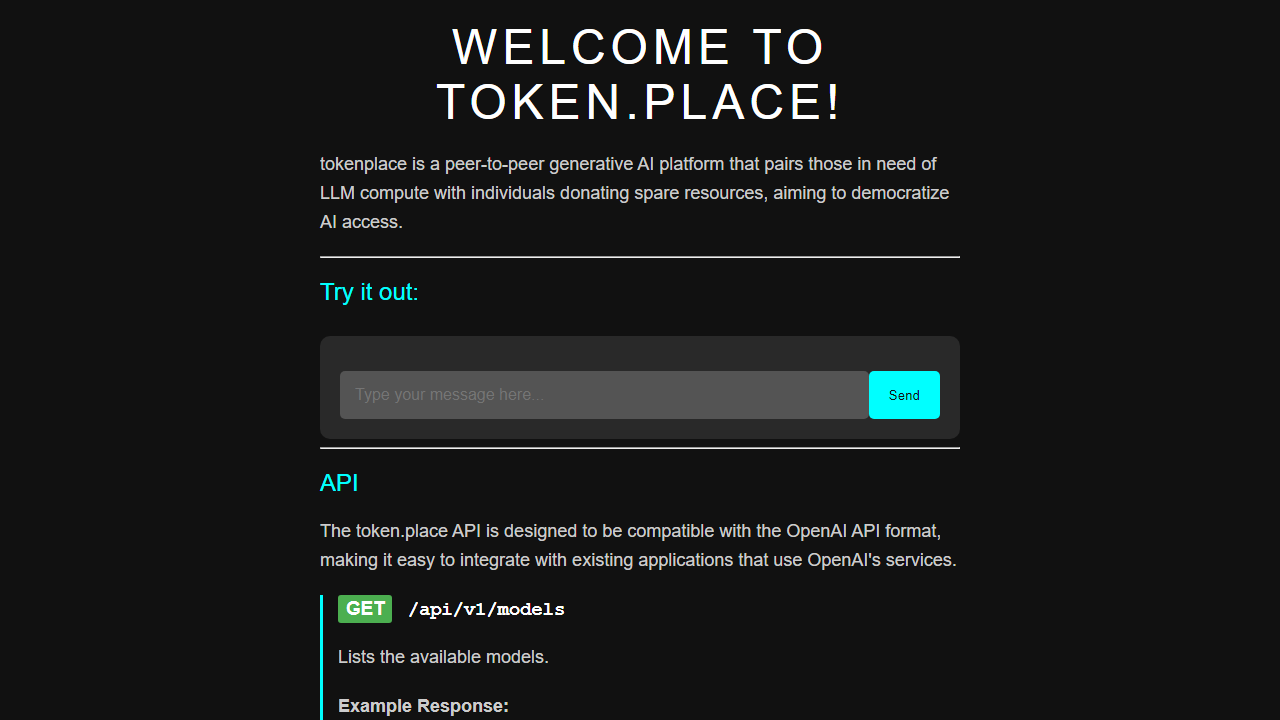 WELCOME TO
TOKEN.PLACE!
tokenplace is a peer-to-peer generative AI platform that pairs those in need of
LLM compute with individuals donating spare resources, aiming to democratize
AI access.
Try it out:
Type your message here...
Send
API
The token.place API is designed to be compatible with the OpenAI API format,
making it easy to integrate with existing applications that use OpenAI's services.
GET /api/v1/models
Lists the available models.
Example Response: